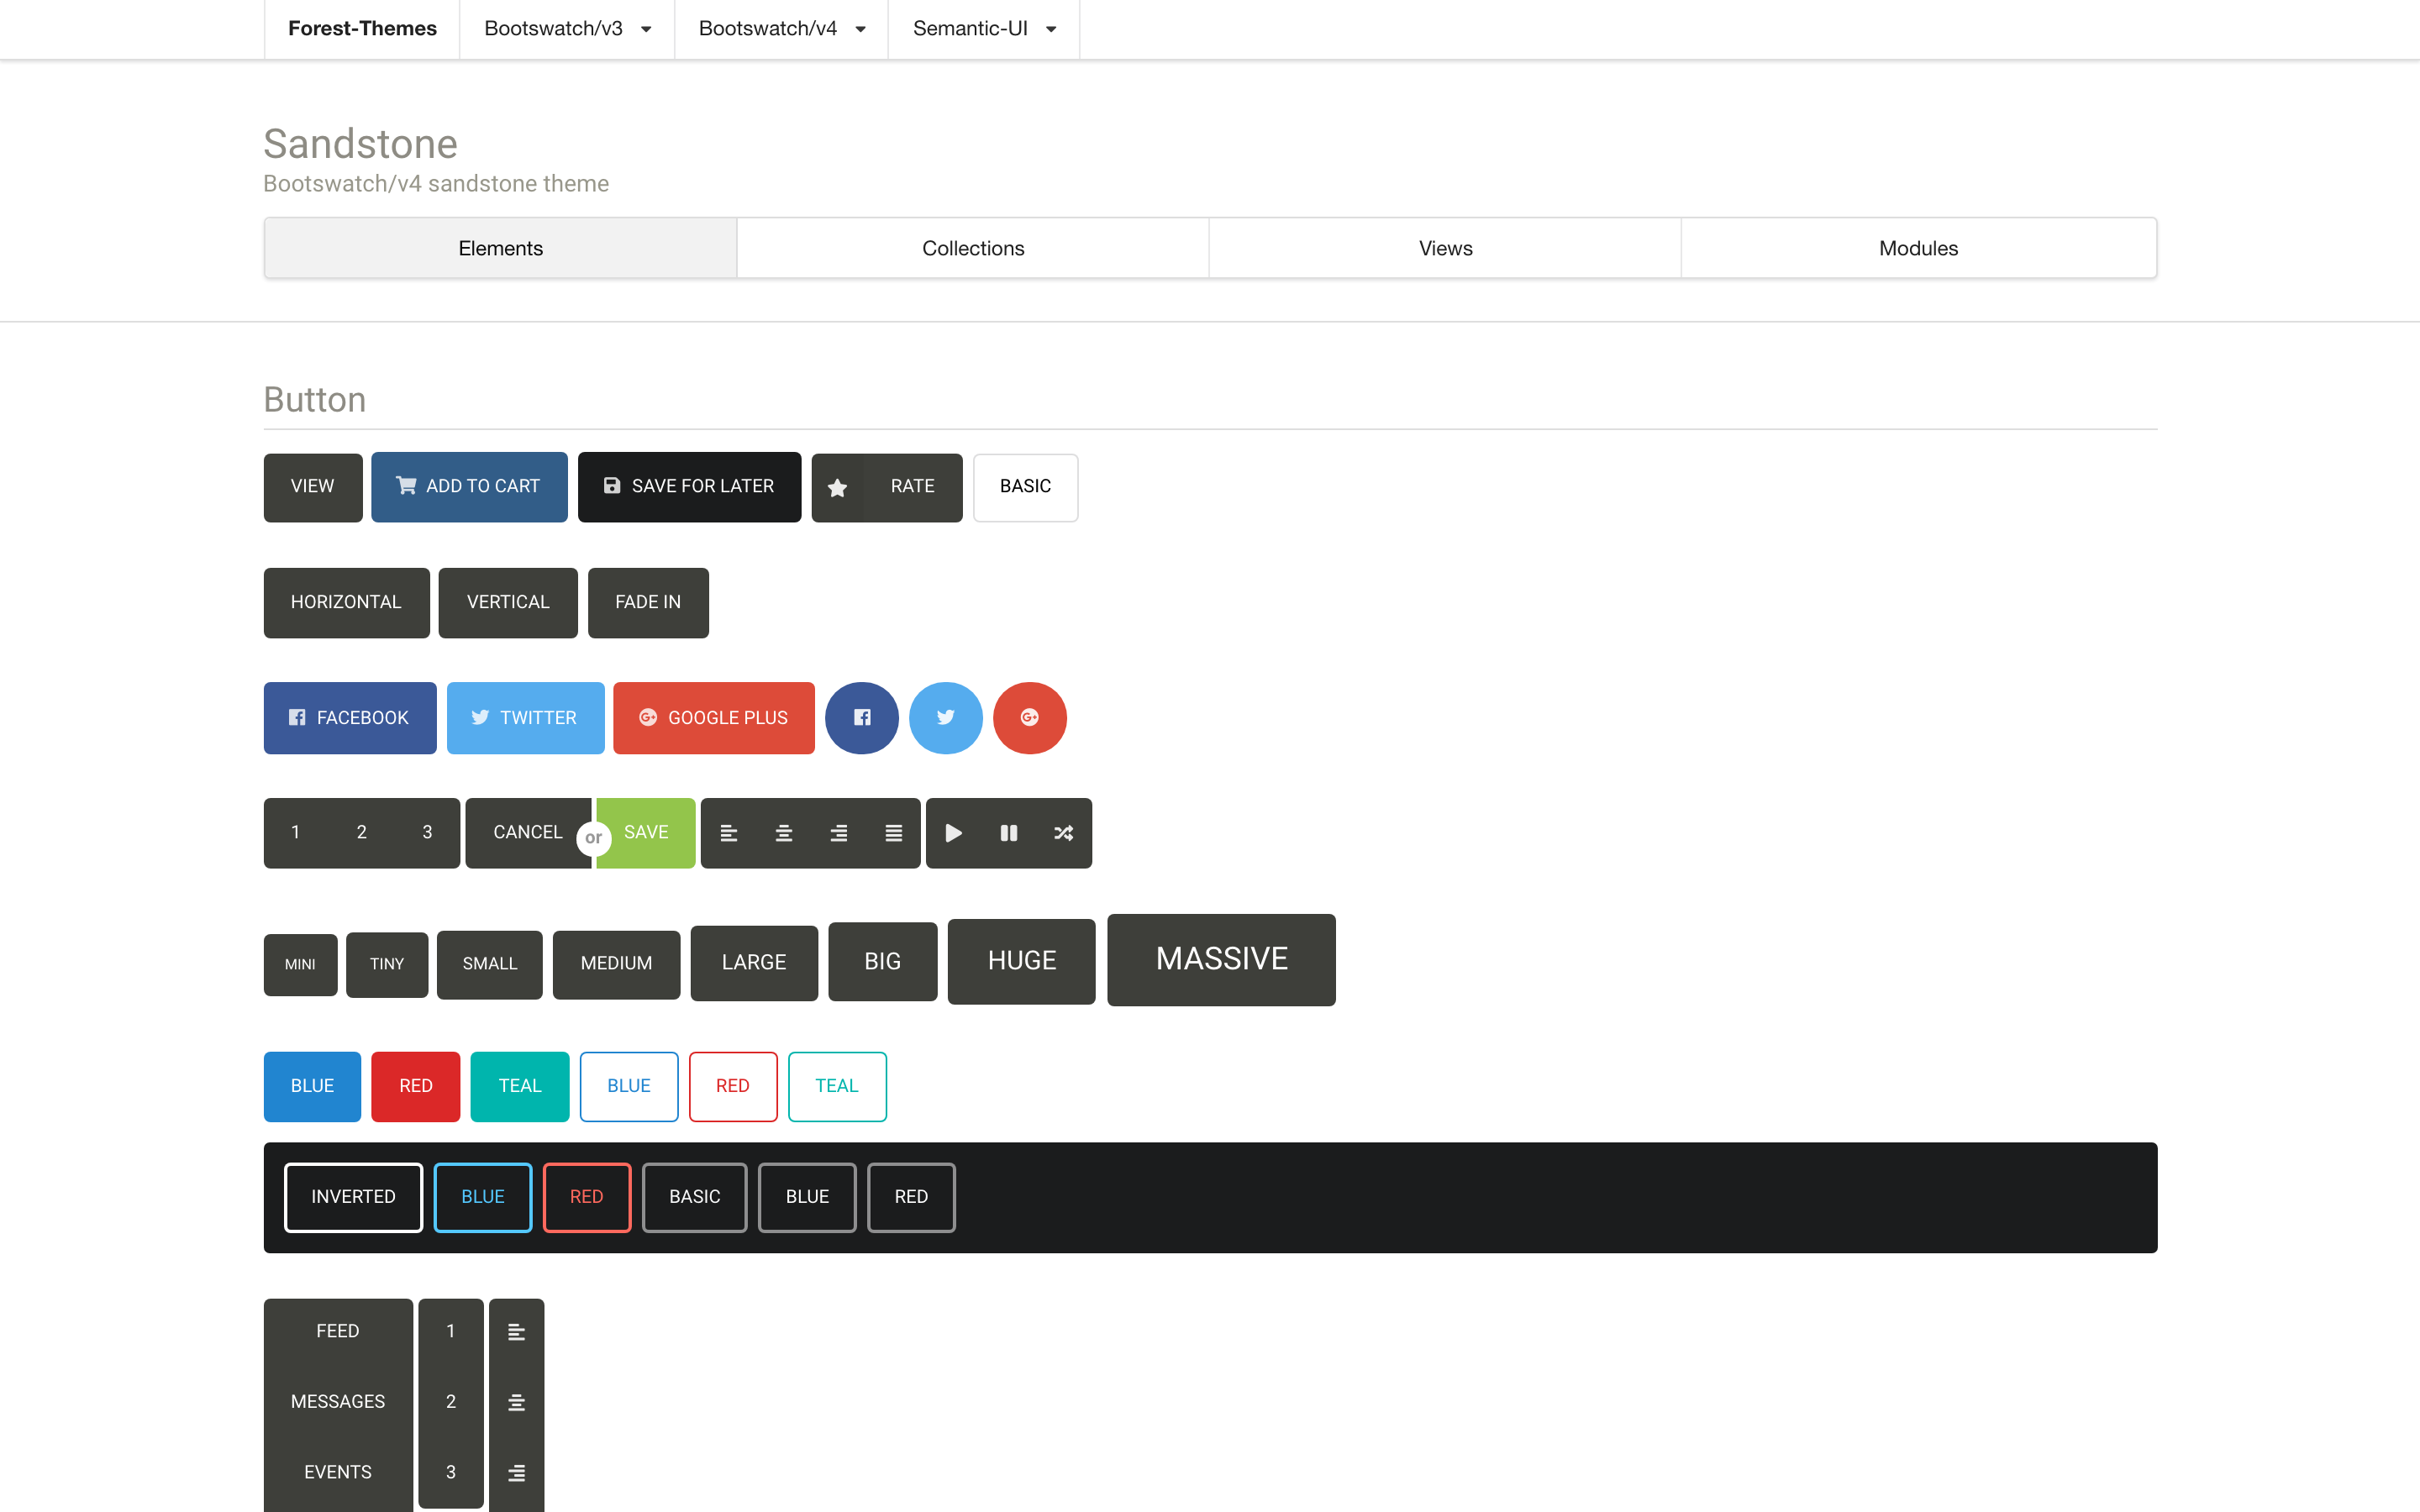 Forest-Themes Bootswatch/v3 Bootswatch/v4 Semantic-UI
Sandstone
Bootswatch/v4 sandstone theme
Elements Collections Views Modules
Button
VIEW ADD TO CART SAVE FOR LATER RATE BASIC
HORIZONTAL VERTICAL FADE IN
FACEBOOK TWITTER GOOGLE PLUS
1 2 3 CANCEL or SAVE
MINI TINY SMALL MEDIUM LARGE BIG HUGE MASSIVE
BLUE RED TEAL BLUE RED TEAL
INVERTED BLUE RED BASIC BLUE RED
FEED 1
MESSAGES 2
EVENTS 3